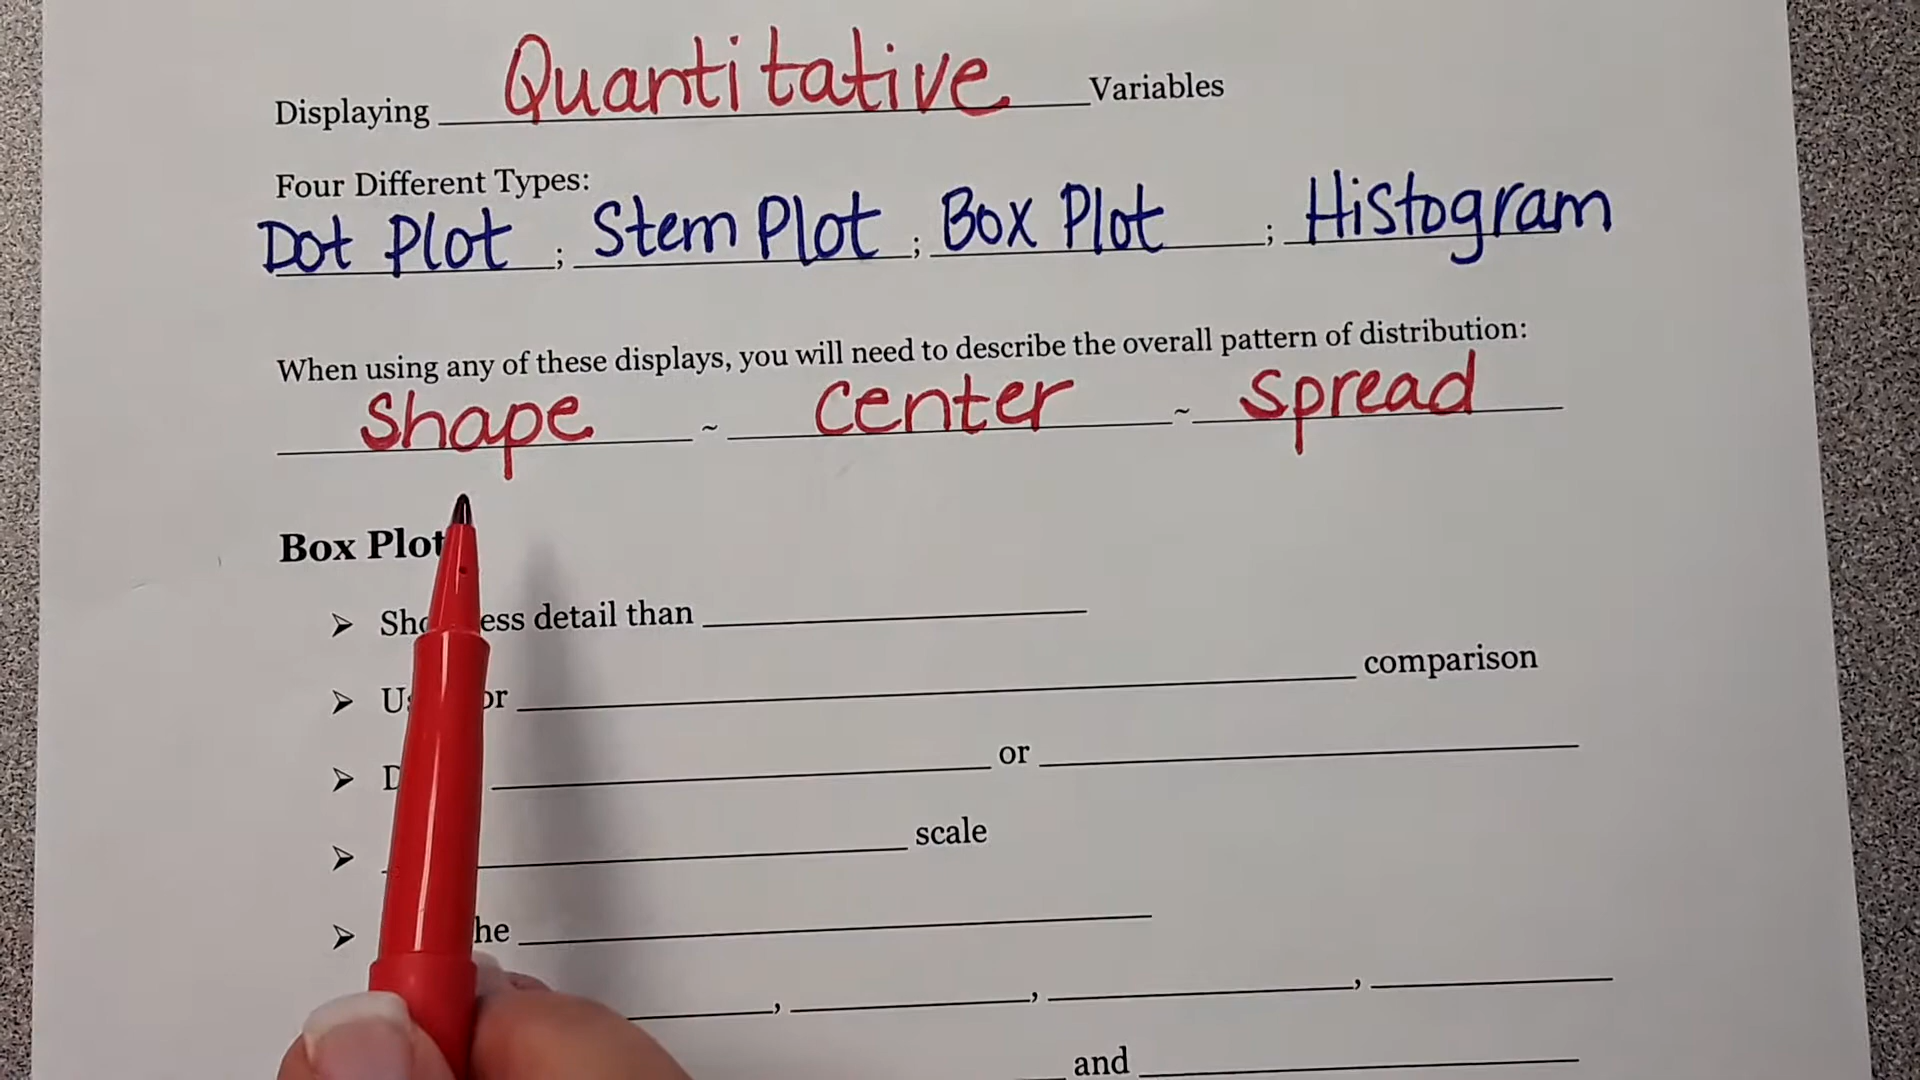 Displaying Quantitative Variables
Four Different Types:
Dot Plot ; Stem Plot ; Box Plot ; Histogram
When using any of these displays, you will need to describe the overall pattern of distribution:
Shape ~ center ~ spread
Box Plot
ess detail than
or comparison
or
scale
he
, , ,
and